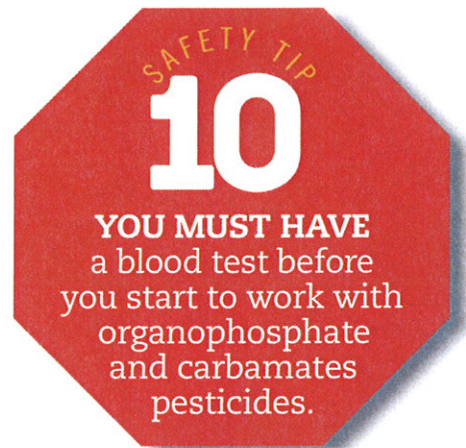 SAFETY TIP
10
YOU MUST HAVE
a blood test before
you start to work with
organophosphate
and carbamates
pesticides.